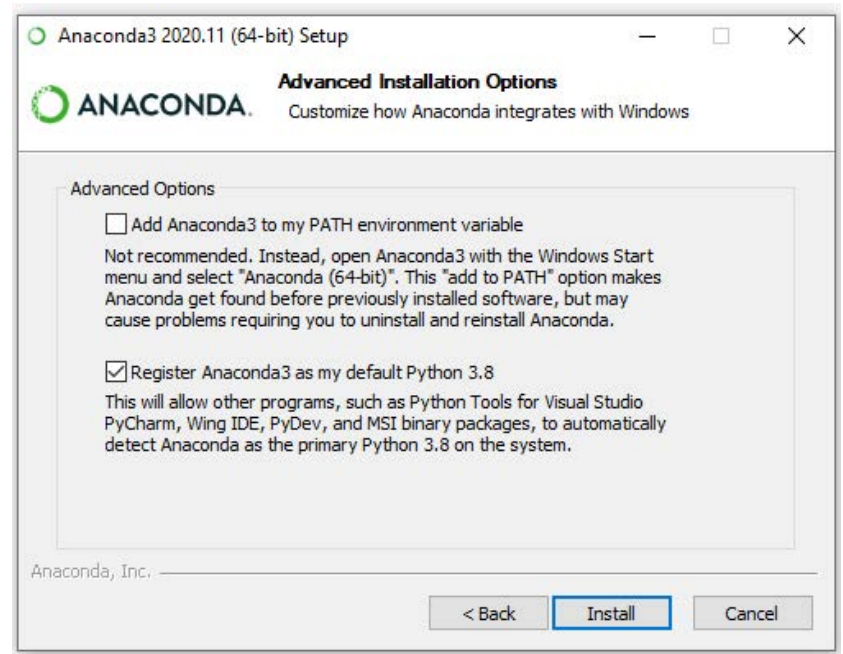 Anaconda3 2020.11 (64-bit) Setup
ANACONDA.
Advanced Installation Options
Customize how Anaconda integrates with Windows
Advanced Options
Add Anaconda3 to my PATH environment variable
Not recommended. Instead, open Anaconda3 with the Windows Start
menu and select "Anaconda (64-bit)". This "add to PATH" option makes
Anaconda get found before previously installed software, but may
cause problems requiring you to uninstall and reinstall Anaconda.
Register Anaconda3 as my default Python 3.8
This will allow other programs, such as Python Tools for Visual Studio
PyCharm, Wing IDE, PyDev, and MSI binary packages, to automatically
detect Anaconda as the primary Python 3.8 on the system.
Anaconda, Inc.
< Back
Install
Cancel